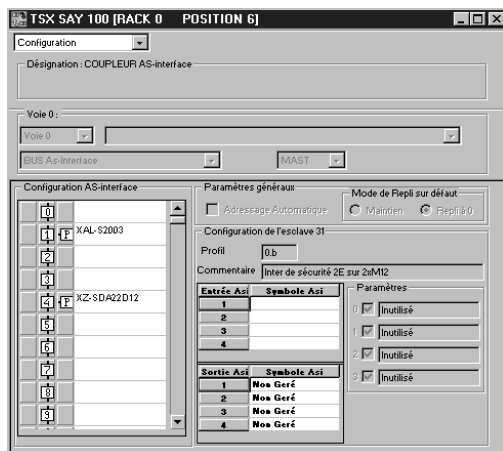 TSX SAY 100 [RACK 0 POSITION 6]
Configuration
Désignation : COUPLEUR AS-interface
Voie 0 :
Voie 0
BUS As-Interface MAST
Configuration AS-interface
0
1 P XAL-S2003
2
3
4 P XZ-SDA22D12
5
6
7
8
9
Paramètres généraux
Adressage Automatique
Mode de Repli sur défaut
Maintien Repli à 0
Configuration de l'esclave 31
Profil 0.b
Commentaire Inter de sécurité 2E sur 2xM12
Entrée Asi Symbole Asi
1
2
3
4
Sortie Asi Symbole Asi
1 Non Geré
2 Non Geré
3 Non Geré
4 Non Geré
Paramètres
0 Inutilisé
1 Inutilisé
2 Inutilisé
3 Inutilisé